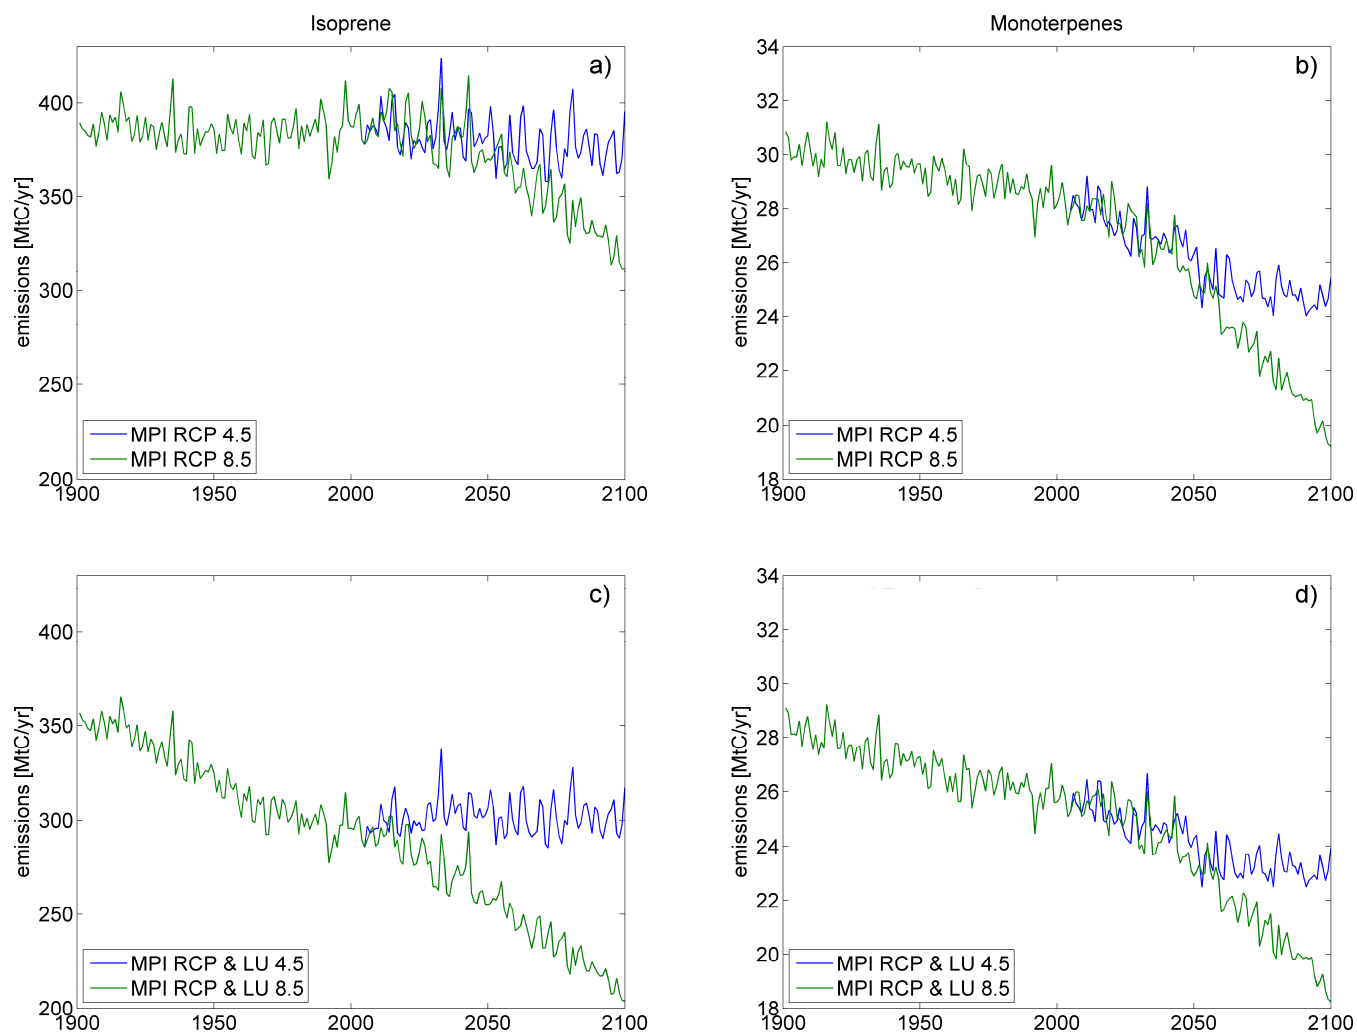 Isoprene
Monoterpenes
a)
b)
emissions [MtC/yr]
400
350
300
250
200
1900
1950
2000
2050
2100
MPI RCP 4.5
MPI RCP 8.5
emissions [MtC/yr]
34
32
30
28
26
24
22
20
18
1900
1950
2000
2050
2100
MPI RCP 4.5
MPI RCP 8.5
c)
d)
emissions [MtC/yr]
400
350
300
250
200
1900
1950
2000
2050
2100
MPI RCP & LU 4.5
MPI RCP & LU 8.5
emissions [MtC/yr]
34
32
30
28
26
24
22
20
18
1900
1950
2000
2050
2100
MPI RCP & LU 4.5
MPI RCP & LU 8.5